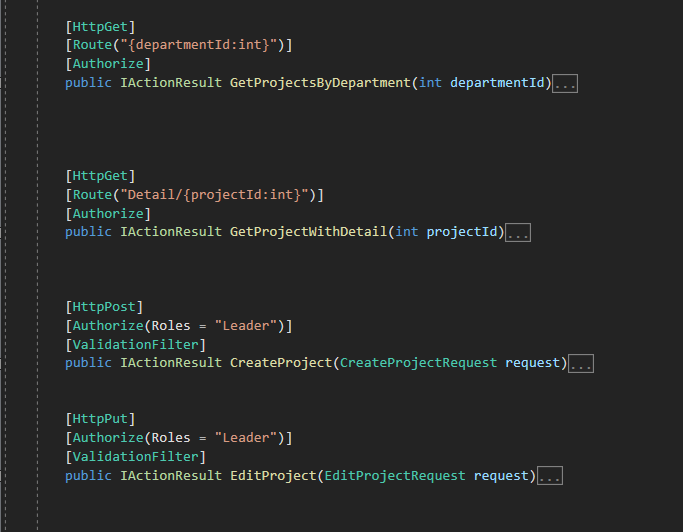 [HttpGet]
[Route("{departmentId:int}")]
[Authorize]
public IActionResult GetProjectsByDepartment(int departmentId)...
[HttpGet]
[Route("Detail/{projectId:int}")]
[Authorize]
public IActionResult GetProjectWithDetail(int projectId)...
[HttpPost]
[Authorize(Roles = "Leader")]
[ValidationFilter]
public IActionResult CreateProject(CreateProjectRequest request)...
[HttpPut]
[Authorize(Roles = "Leader")]
[ValidationFilter]
public IActionResult EditProject(EditProjectRequest request)...